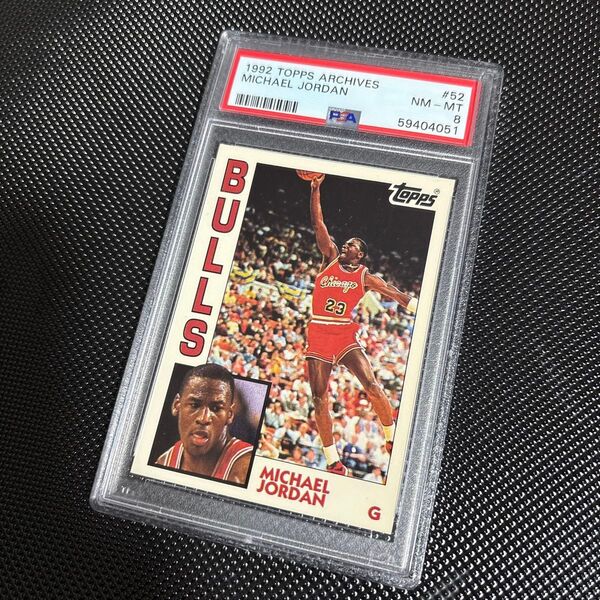 1992 TOPPS ARCHIVES #52
MICHAEL JORDAN NM-MT
8
PSA 59404051
BULLS
Topps
Chicago
23
MICHAEL
JORDAN
G